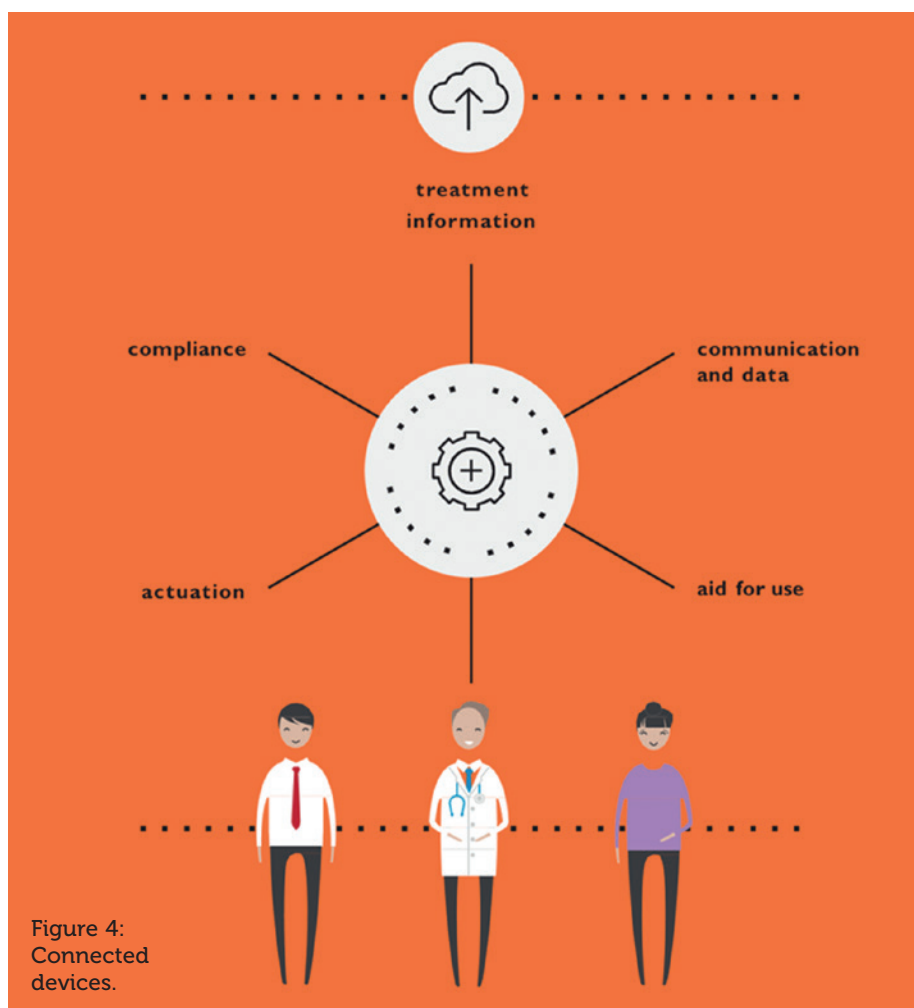 treatment
information
compliance
communication
and data
actuation
aid for use
Figure 4:
Connected
devices.